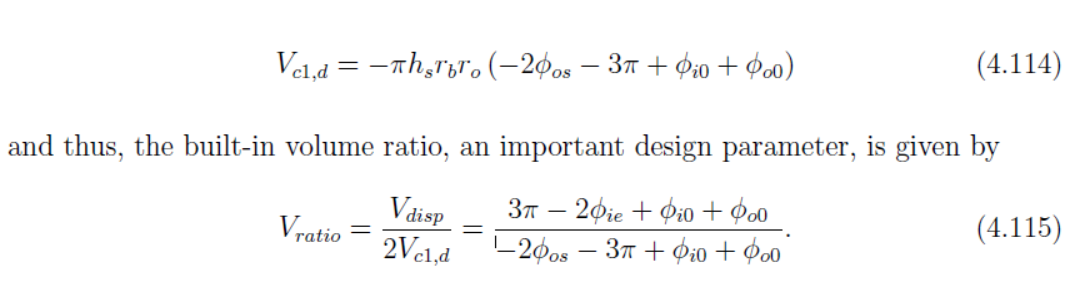 V_{c1,d} = −πh_s r_b r_o (−2ϕ_{os} − 3π + ϕ_{i0} + ϕ_{o0}) (4.114)
and thus, the built-in volume ratio, an important design parameter, is given by
V_{ratio} = \frac{V_{disp}}{2V_{c1,d}} = \frac{3π − 2ϕ_{ie} + ϕ_{i0} + ϕ_{o0}}{−2ϕ_{os} − 3π + ϕ_{i0} + ϕ_{o0}}. (4.115)